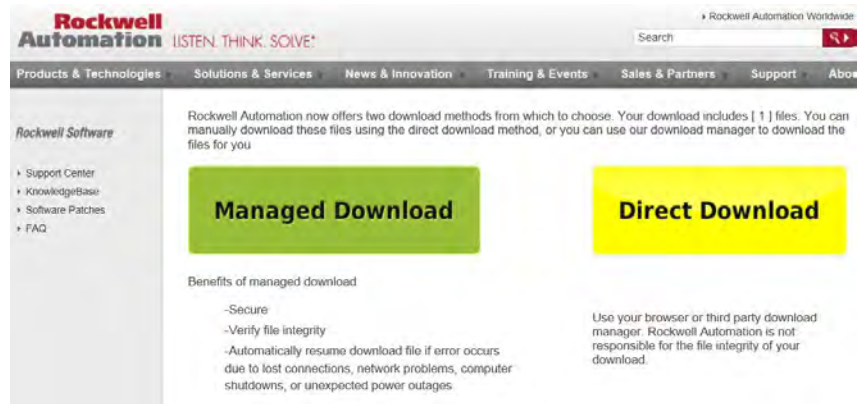 Rockwell
Automation LISTEN. THINK. SOLVE.®
Rockwell Automation Worldwide
Search
Products & Technologies Solutions & Services News & Innovation Training & Events Sales & Partners Support
Rockwell Software
Support Center
KnowledgeBase
Software Patches
FAQ
Rockwell Automation now offers two download methods from which to choose. Your download includes [ 1 ] files. You can
manually download these files using the direct download method, or you can use our download manager to download the
files for you
Managed Download
Direct Download
Benefits of managed download
-Secure
-Verify file integrity
-Automatically resume download file if error occurs
due to lost connections, network problems, computer
shutdowns, or unexpected power outages
Use your browser or third party download
manager. Rockwell Automation is not
responsible for the file integrity of your
download.